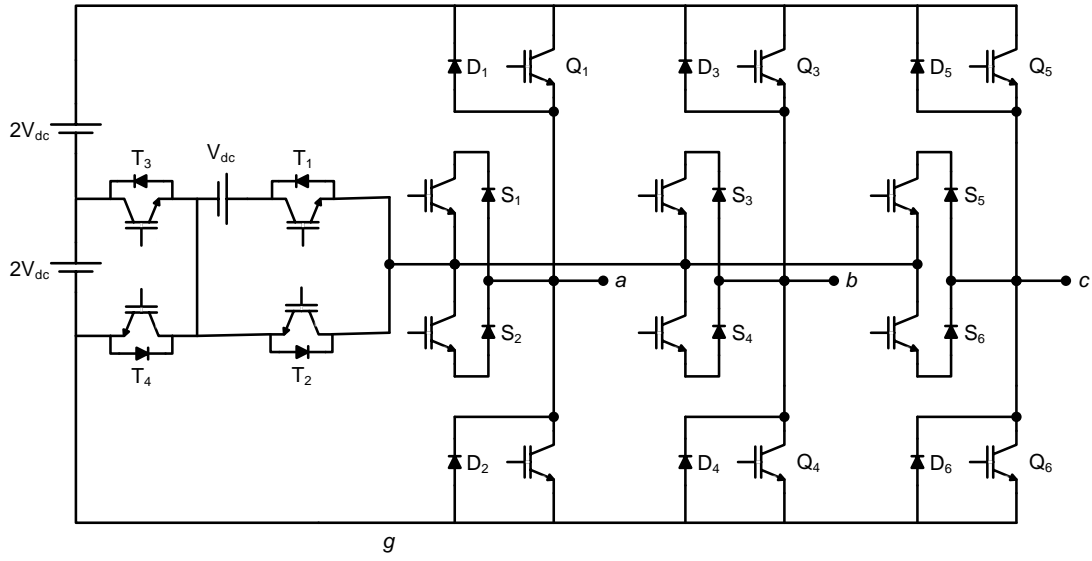 D₁ Q₁ D₃ Q₃ D₅ Q₅
2V_dc
T₃ V_dc T₁
S₁ S₃ S₅
2V_dc
a b c
S₂ S₄ S₆
T₄ T₂
D₂ D₄ Q₄ D₆ Q₆
g